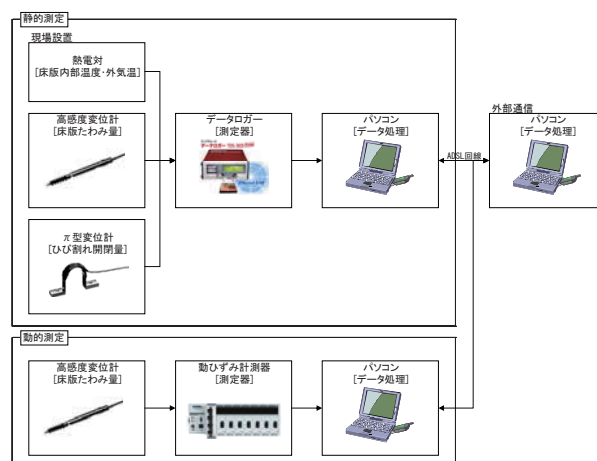 静的測定
現場設置
熱電対
[床版内部温度・外気温]
高感度変位計
[床版たわみ量]
データロガー
[測定器]
パソコン
[データ処理]
外部通信
パソコン
[データ処理]
ADSL回線
π型変位計
[ひび割れ開閉量]
動的測定
高感度変位計
[床版たわみ量]
動ひずみ計測器
[測定器]
パソコン
[データ処理]